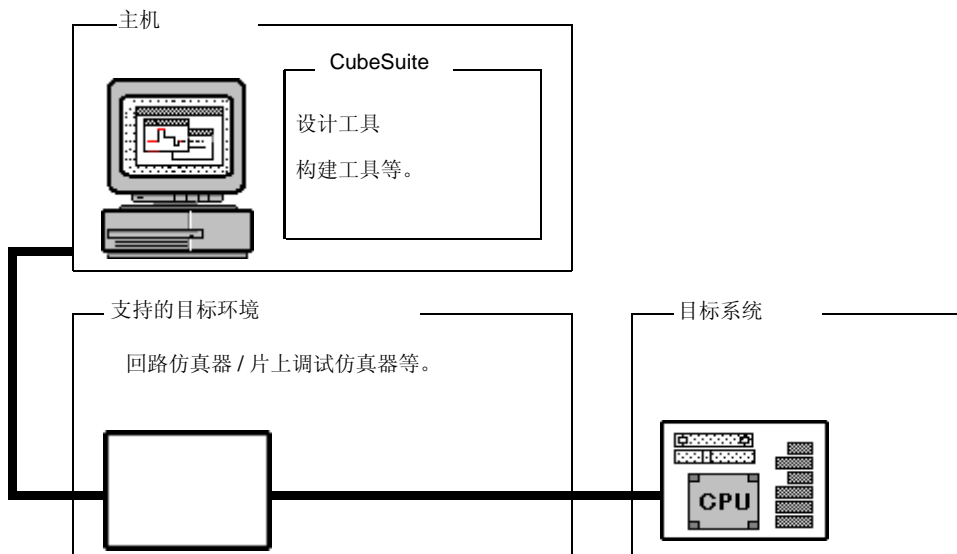 主机
CubeSuite
设计工具
构建工具等。
支持的目标环境
目标系统
回路仿真器 / 片上调试仿真器等。
CPU